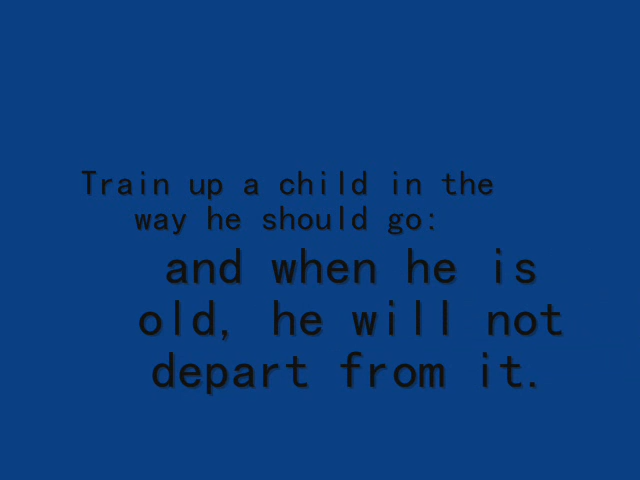 Train up a child in the
way he should go:
and when he is
old, he will not
depart from it.